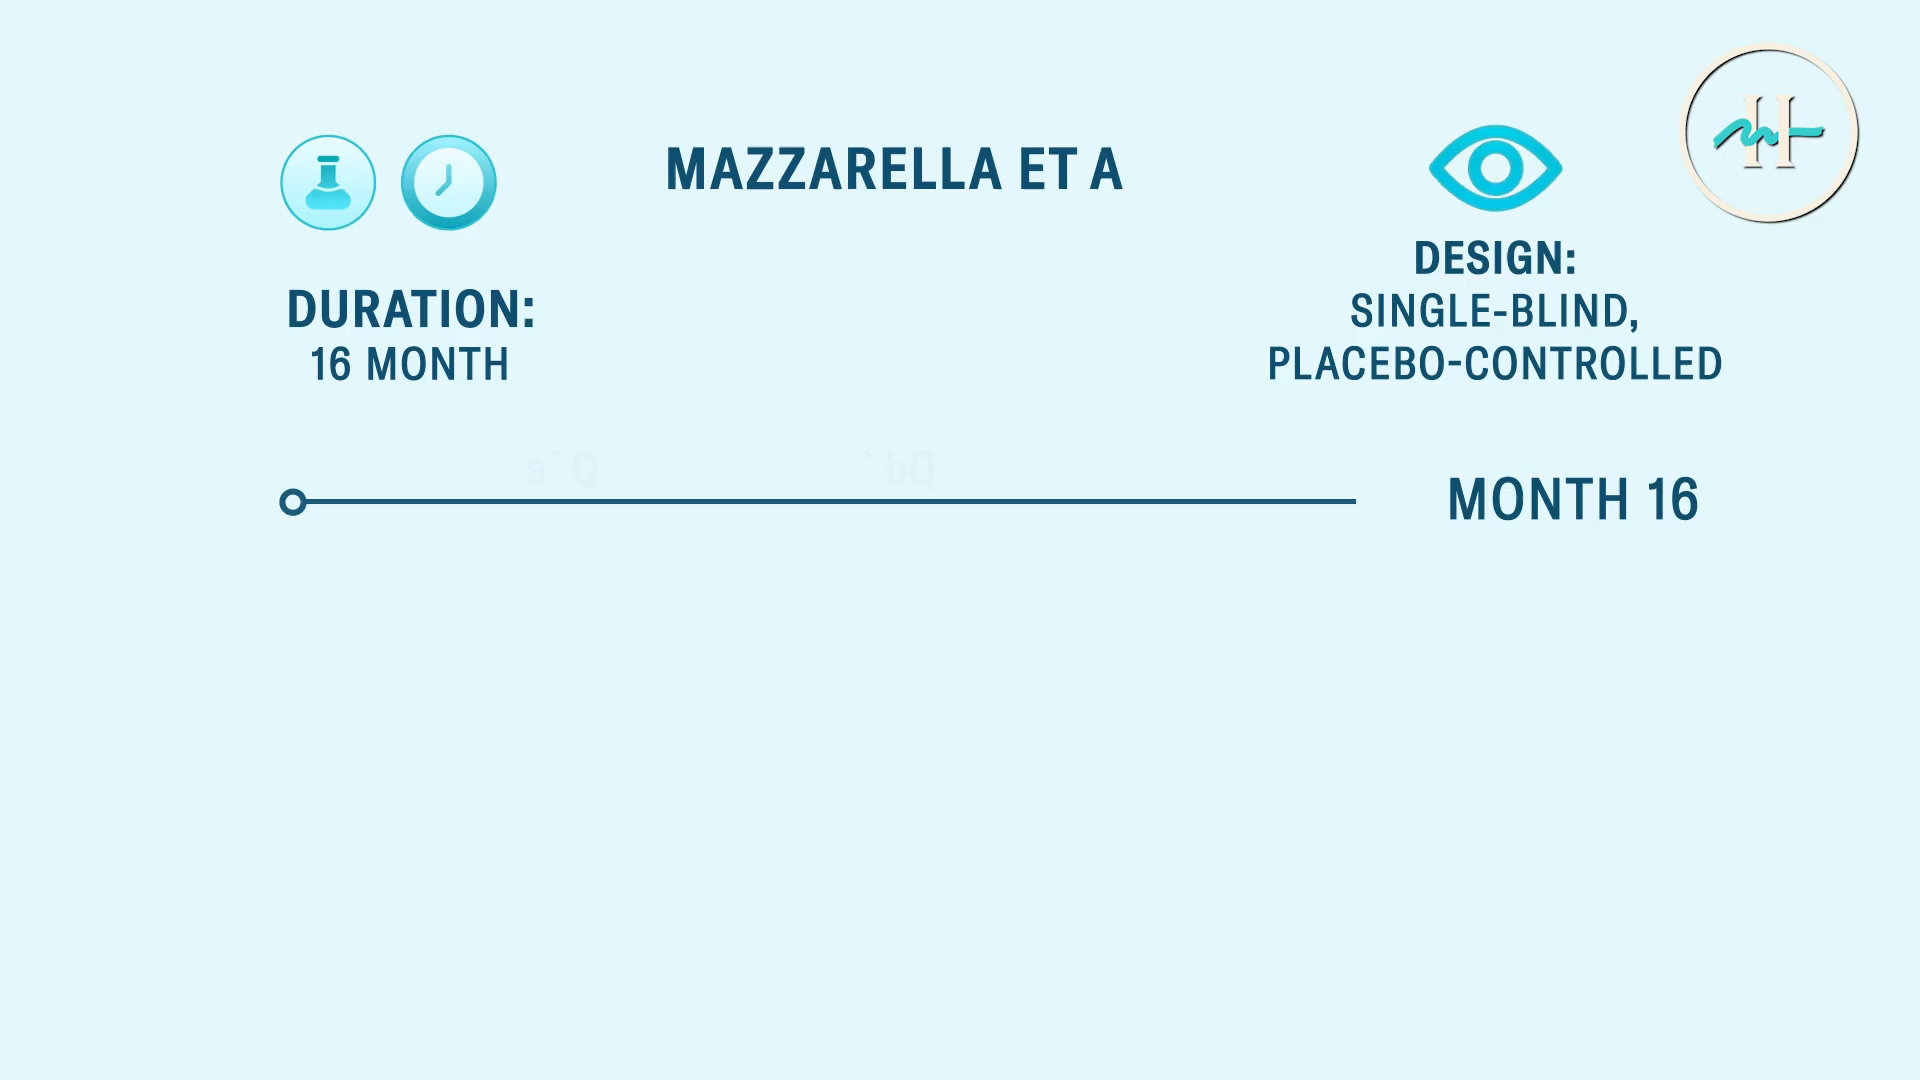 MAZZARELLA ET A
DURATION:
16 MONTH
DESIGN:
SINGLE-BLIND,
PLACEBO-CONTROLLED
MONTH 16
H